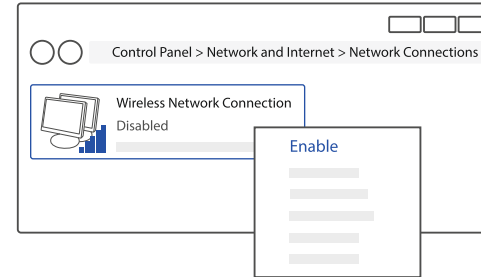 Control Panel > Network and Internet > Network Connections
Wireless Network Connection
Disabled
Enable